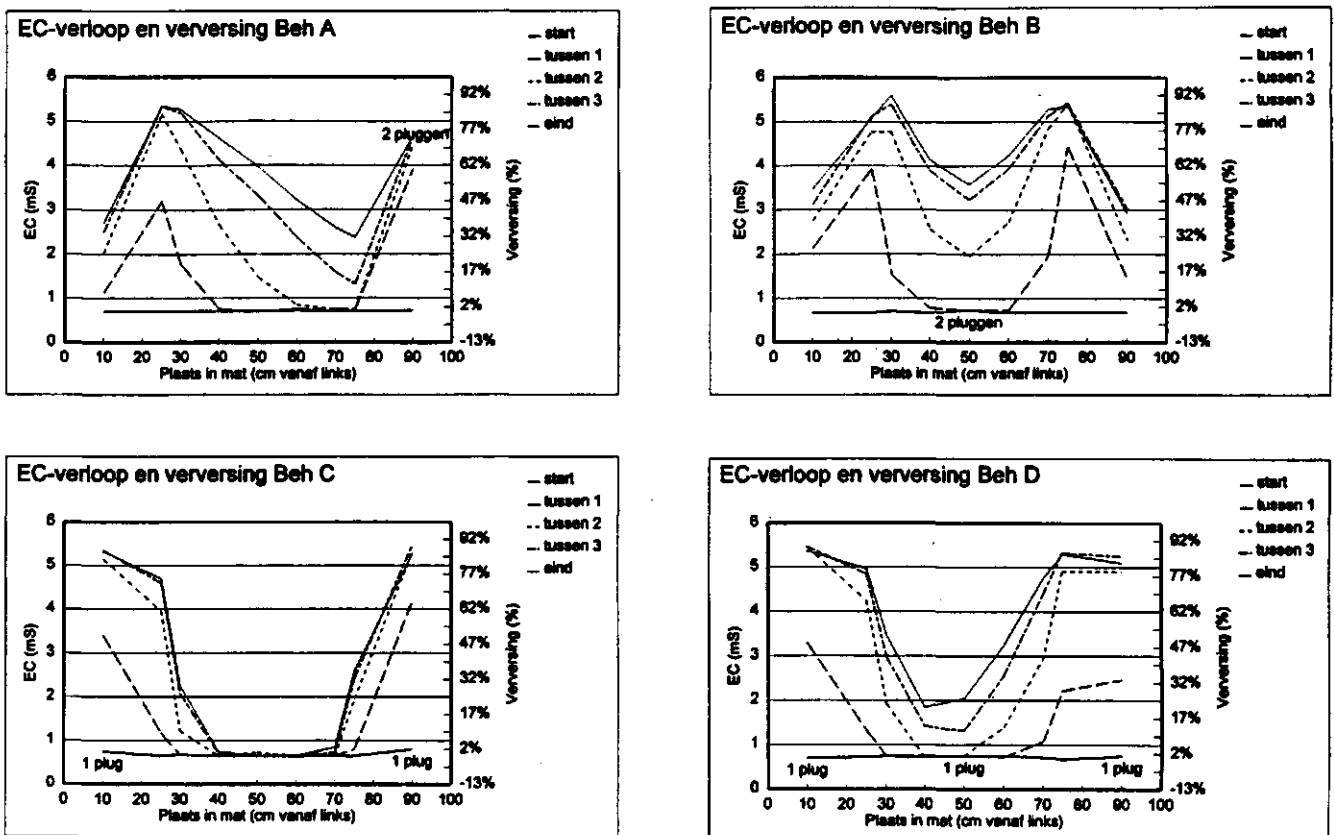 EC-verloop en verversing Beh A
start
tussen 1
tussen 2
tussen 3
eind
6
5
4
3
2
1
0
EC (mS)
92%
77%
62%
47%
32%
17%
2%
-13%
Verversing (%)
2 pluggen
0 10 20 30 40 50 60 70 80 90 100
Plaats in mat (cm vanaf links)
EC-verloop en verversing Beh B
start
tussen 1
tussen 2
tussen 3
eind
6
5
4
3
2
1
0
EC (mS)
92%
77%
62%
47%
32%
17%
2%
-13%
Verversing (%)
2 pluggen
0 10 20 30 40 50 60 70 80 90 100
Plaats in mat (cm vanaf links)
EC-verloop en verversing Beh C
start
tussen 1
tussen 2
tussen 3
eind
6
5
4
3
2
1
0
EC (mS)
92%
77%
62%
47%
32%
17%
2%
-13%
Verversing (%)
1 plug 1 plug
0 10 20 30 40 50 60 70 80 90 100
Plaats in mat (cm vanaf links)
EC-verloop en verversing Beh D
start
tussen 1
tussen 2
tussen 3
eind
6
5
4
3
2
1
0
EC (mS)
92%
77%
62%
47%
32%
17%
2%
-13%
Verversing (%)
1 plug 1 plug 1 plug
0 10 20 30 40 50 60 70 80 90 100
Plaats in mat (cm vanaf links)